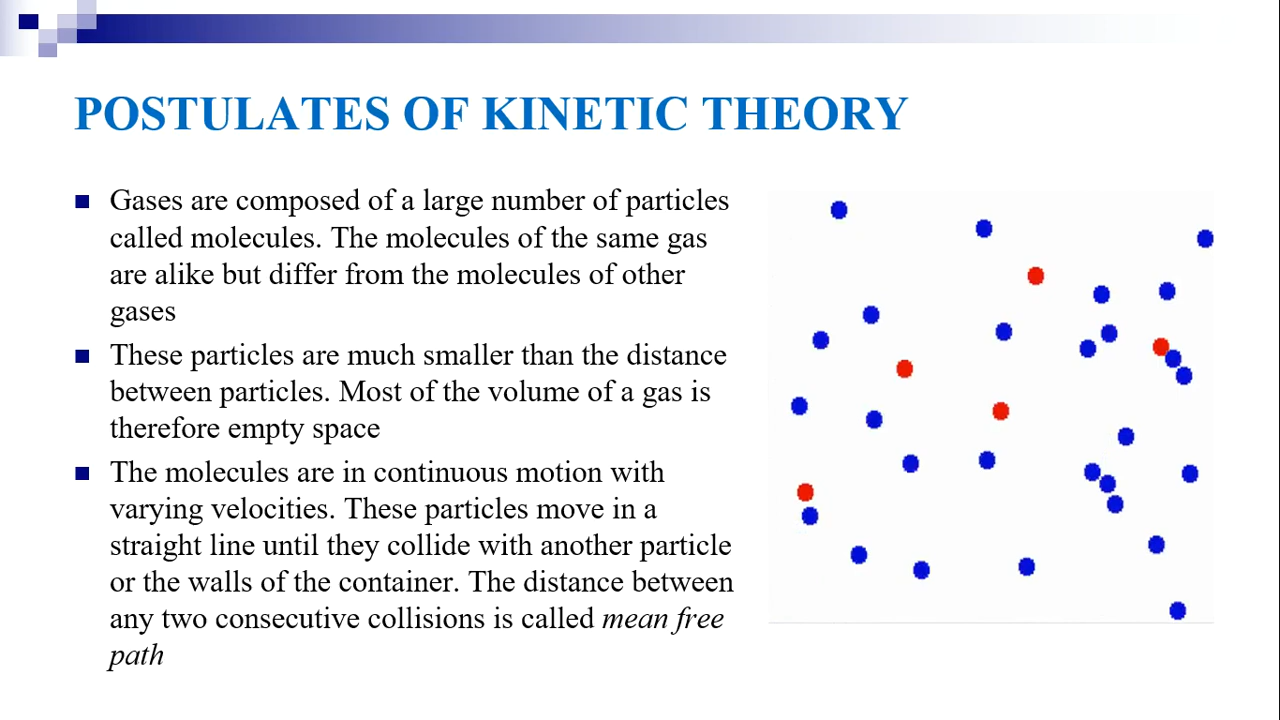 POSTULATES OF KINETIC THEORY
Gases are composed of a large number of particles
called molecules. The molecules of the same gas
are alike but differ from the molecules of other
gases
These particles are much smaller than the distance
between particles. Most of the volume of a gas is
therefore empty space
The molecules are in continuous motion with
varying velocities. These particles move in a
straight line until they collide with another particle
or the walls of the container. The distance between
any two consecutive collisions is called mean free
path